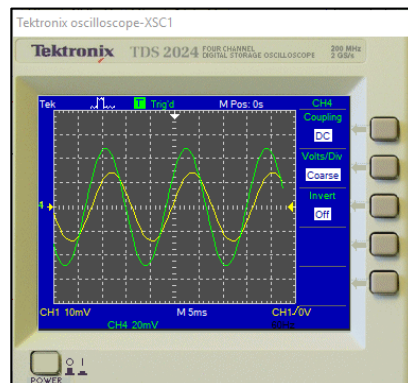 Tektronix oscilloscope-XSC1
Tektronix TDS 2024 FOUR CHANNEL DIGITAL STORAGE OSCILLOSCOPE 200 MHz 2 GS/s
Tek T Trig'd M Pos: 0s CH4
Coupling
DC
Volts/Div
Coarse
Invert
Off
4
CH1 10mV M 5ms CH1/0V
CH4 20mV
POWER